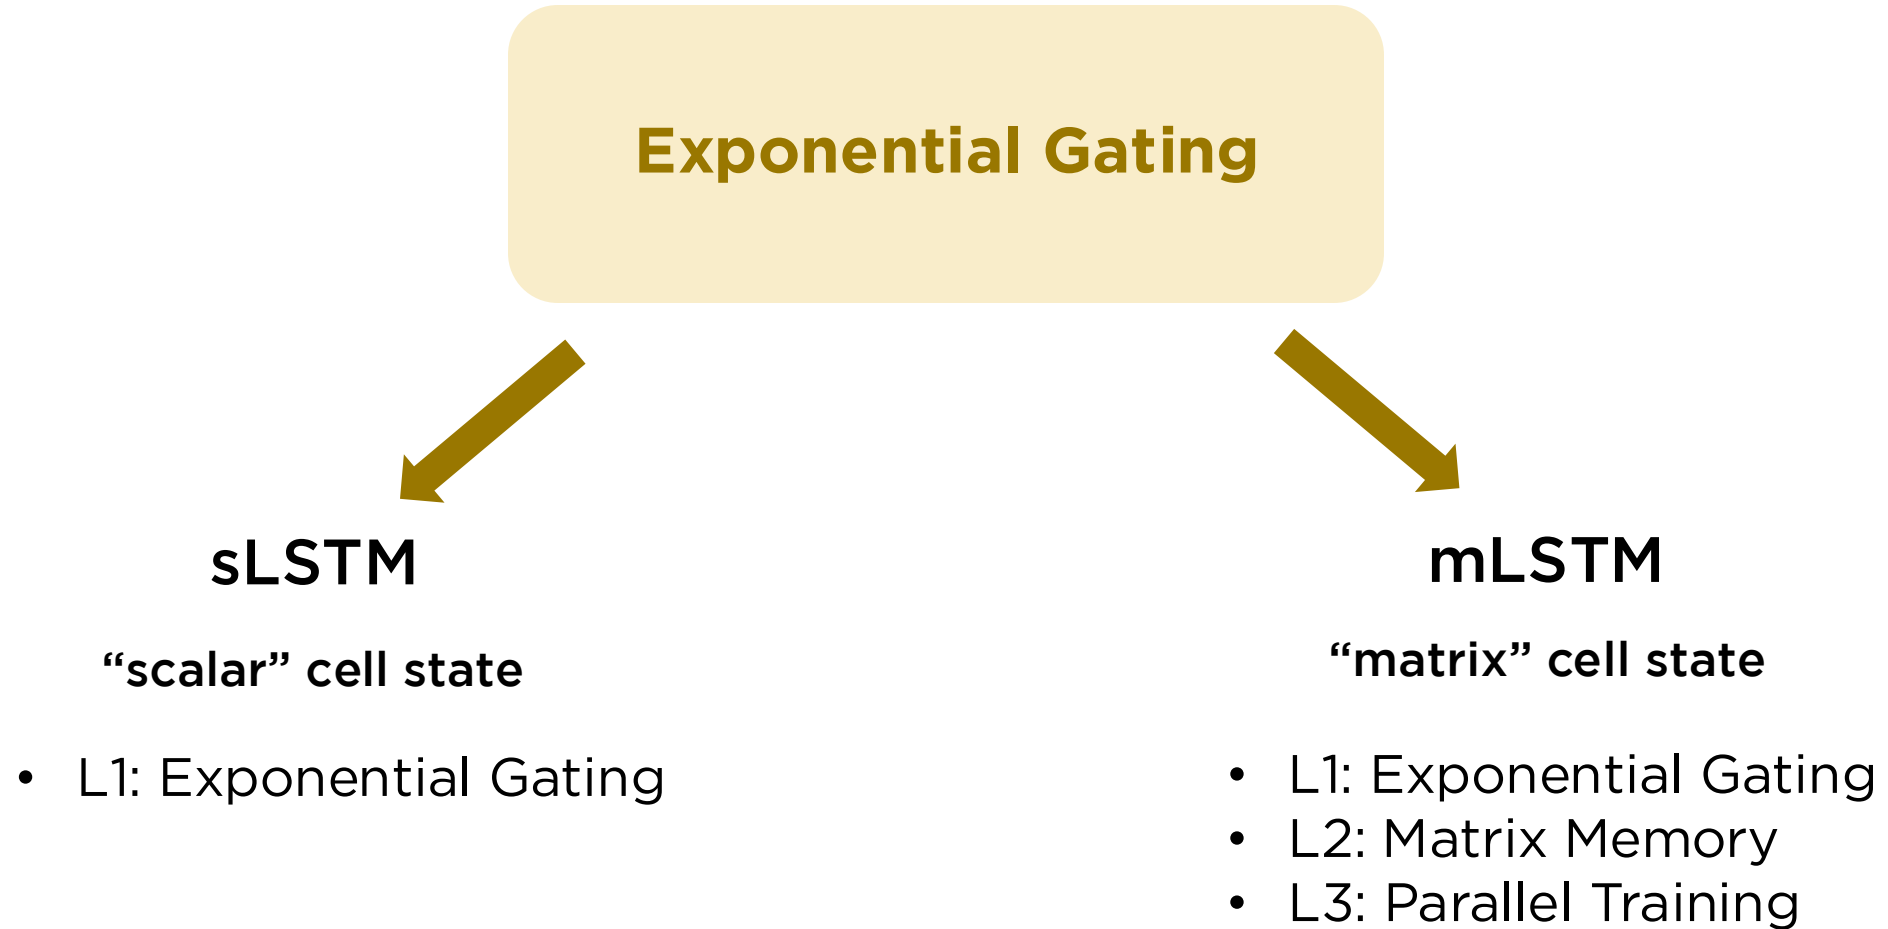 Exponential Gating
sLSTM
“scalar” cell state
• L1: Exponential Gating
mLSTM
“matrix” cell state
• L1: Exponential Gating
• L2: Matrix Memory
• L3: Parallel Training